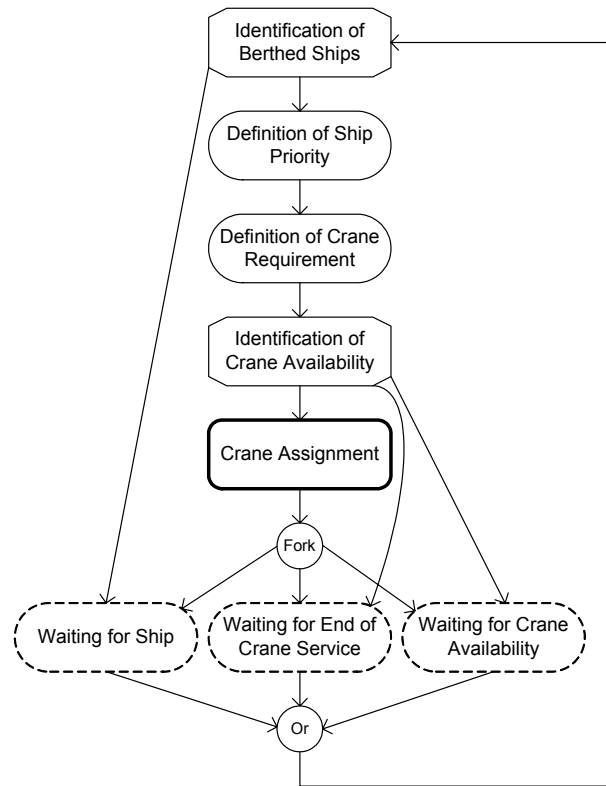 Identification of
Berthed Ships
Definition of Ship
Priority
Definition of Crane
Requirement
Identification of
Crane Availability
Crane Assignment
Fork
Waiting for Ship
Waiting for End of
Crane Service
Waiting for Crane
Availability
Or